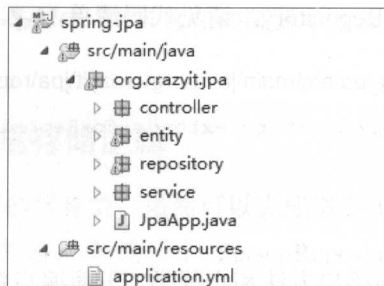 spring-jpa
src/main/java
org.crazyit.jpa
controller
entity
repository
service
JpaApp.java
src/main/resources
application.yml